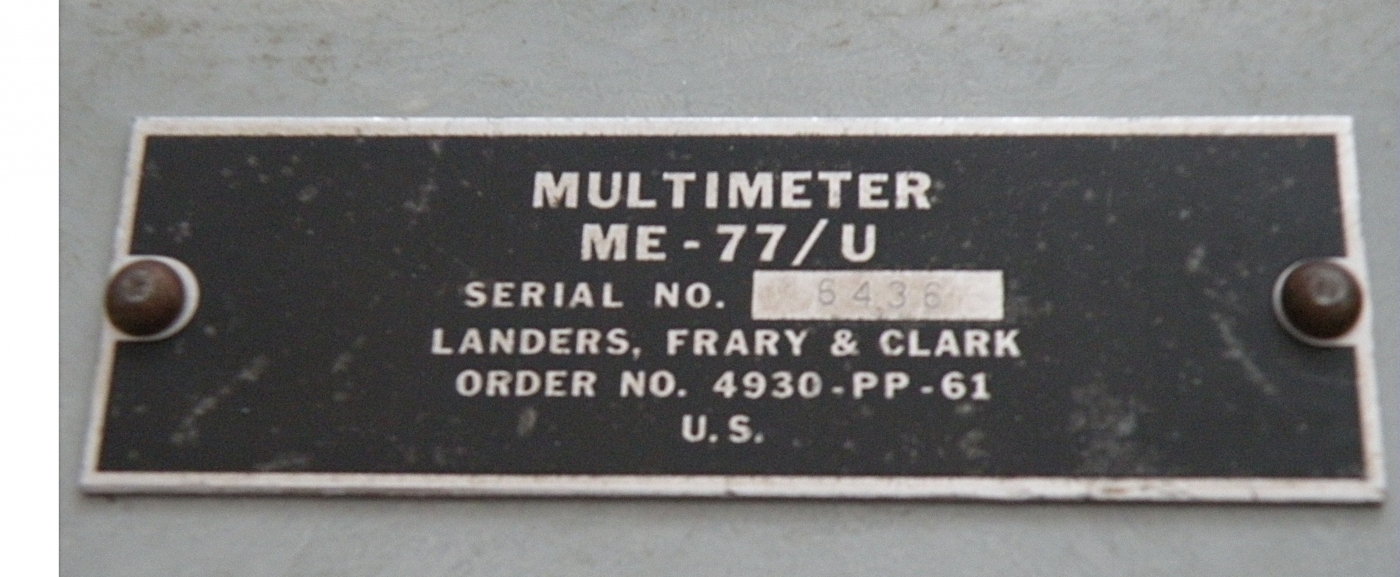 MULTIMETER
ME-77/U
SERIAL NO. 6436
LANDERS, FRARY & CLARK
ORDER NO. 4930-PP-61
U.S.